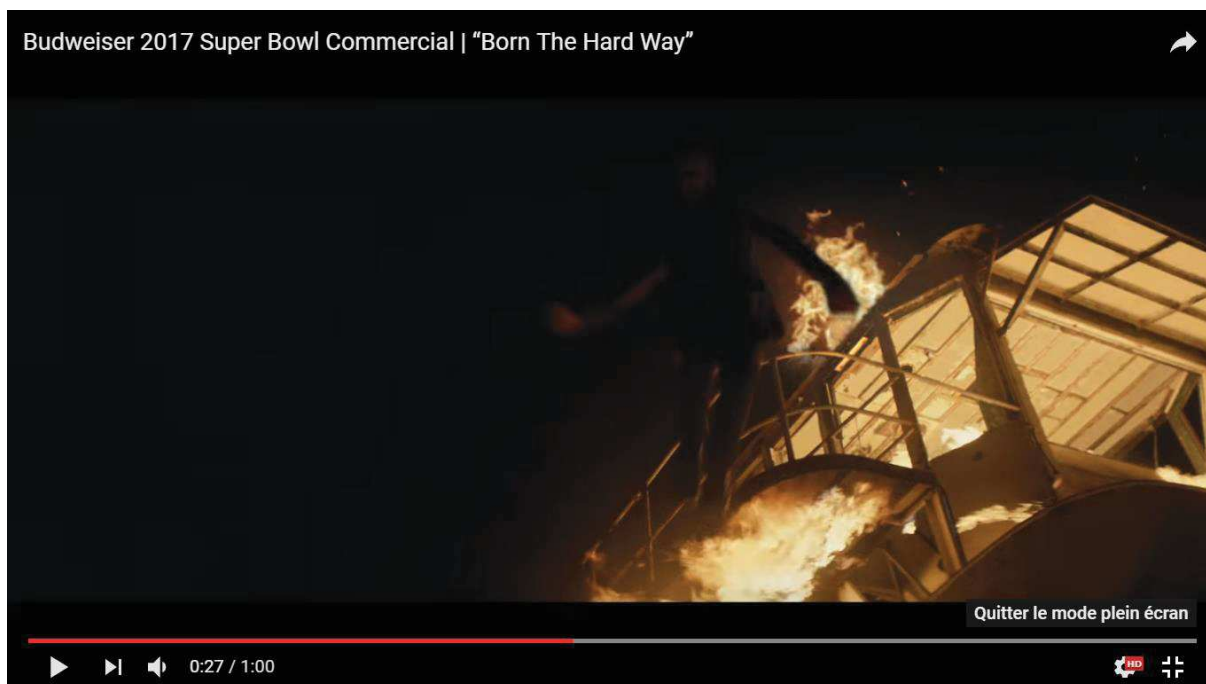 Budweiser 2017 Super Bowl Commercial | “Born The Hard Way”
Quitter le mode plein écran
0:27 / 1:00
HD